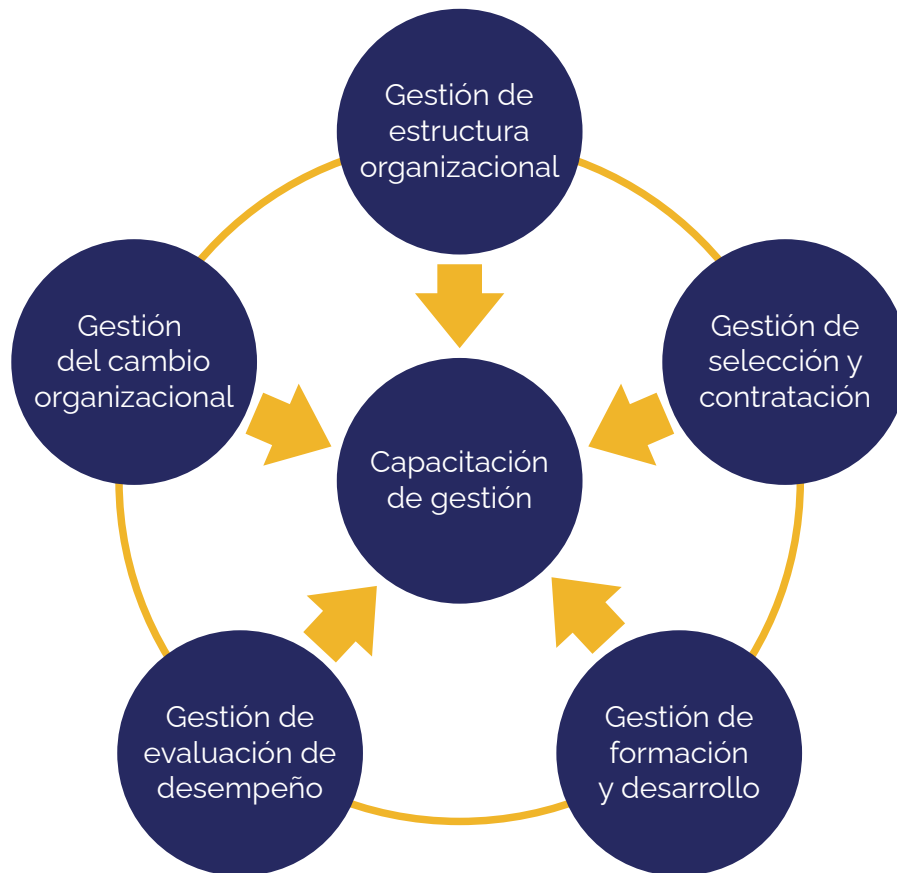 Gestión de
estructura
organizacional
Gestión
del cambio
organizacional
Gestión de
selección y
contratación
Capacitación
de gestión
Gestión de
evaluación de
desempeño
Gestión de
formación
y desarrollo